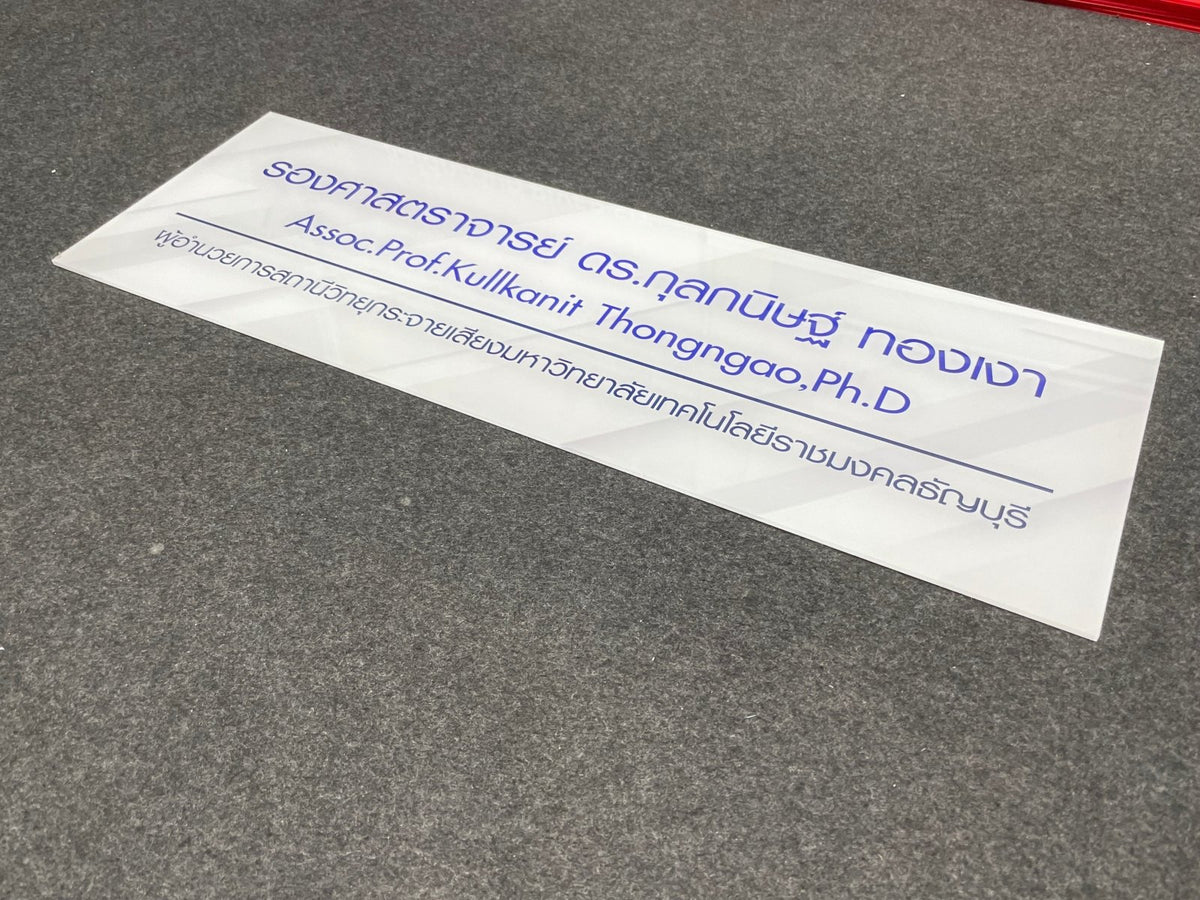 รองศาสตราจารย์ ดร.กุลกนิษฐ์ ทองเงา
Assoc.Prof.Kullkanit Thongngao,Ph.D
ผู้อำนวยการสถานีวิทยุกระจายเสียงมหาวิทยาลัยเทคโนโลยีราชมงคลธัญบุรี